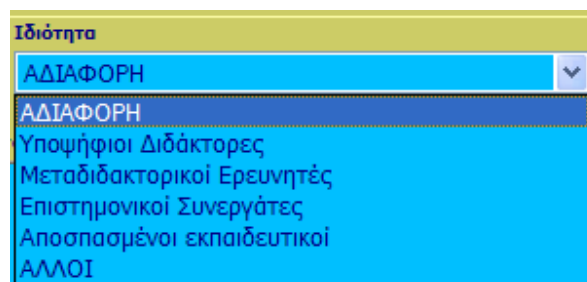 Ιδιότητα
ΑΔΙΑΦΟΡΗ
ΑΔΙΑΦΟΡΗ
Υποψήφιοι Διδάκτορες
Μεταδιδακτορικοί Ερευνητές
Επιστημονικοί Συνεργάτες
Αποσπασμένοι εκπαιδευτικοί
ΑΛΛΟΙ